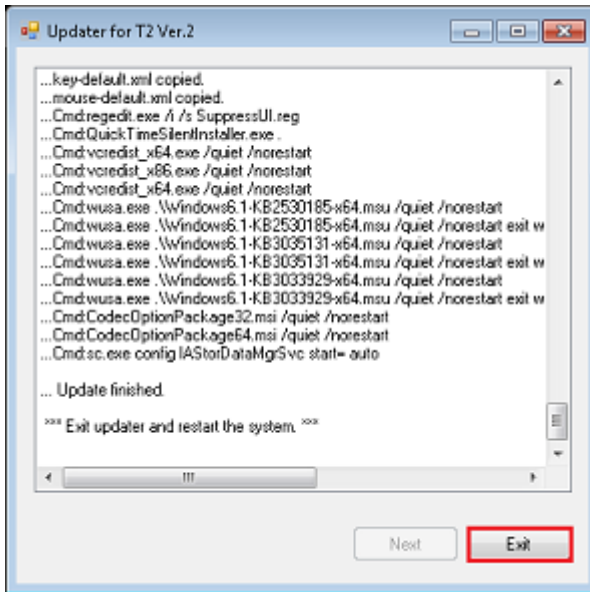 Updater for T2 Ver.2
...key-default.xml copied.
...mouse-default.xml copied.
...Cmd:regedit.exe /i /s SuppressUI.reg
...Cmd:QuickTimeSilentInstaller.exe .
...Cmd:vcredist_x64.exe /quiet /norestart
...Cmd:vcredist_x86.exe /quiet /norestart
...Cmd:vcredist_x64.exe /quiet /norestart
...Cmd:wusa.exe .\Windows6.1-KB2530185-x64.msu /quiet /norestart
...Cmd:wusa.exe .\Windows6.1-KB2530185-x64.msu /quiet /norestart exit w
...Cmd:wusa.exe .\Windows6.1-KB3035131-x64.msu /quiet /norestart
...Cmd:wusa.exe .\Windows6.1-KB3035131-x64.msu /quiet /norestart exit w
...Cmd:wusa.exe .\Windows6.1-KB3033929-x64.msu /quiet /norestart
...Cmd:wusa.exe .\Windows6.1-KB3033929-x64.msu /quiet /norestart exit w
...Cmd:CodecOptionPackage32.msi /quiet /norestart
...Cmd:CodecOptionPackage64.msi /quiet /norestart
...Cmd:sc.exe config IAStorDataMgrSvc start= auto
... Update finished.
*** Exit updater and restart the system. ***
Next
Exit